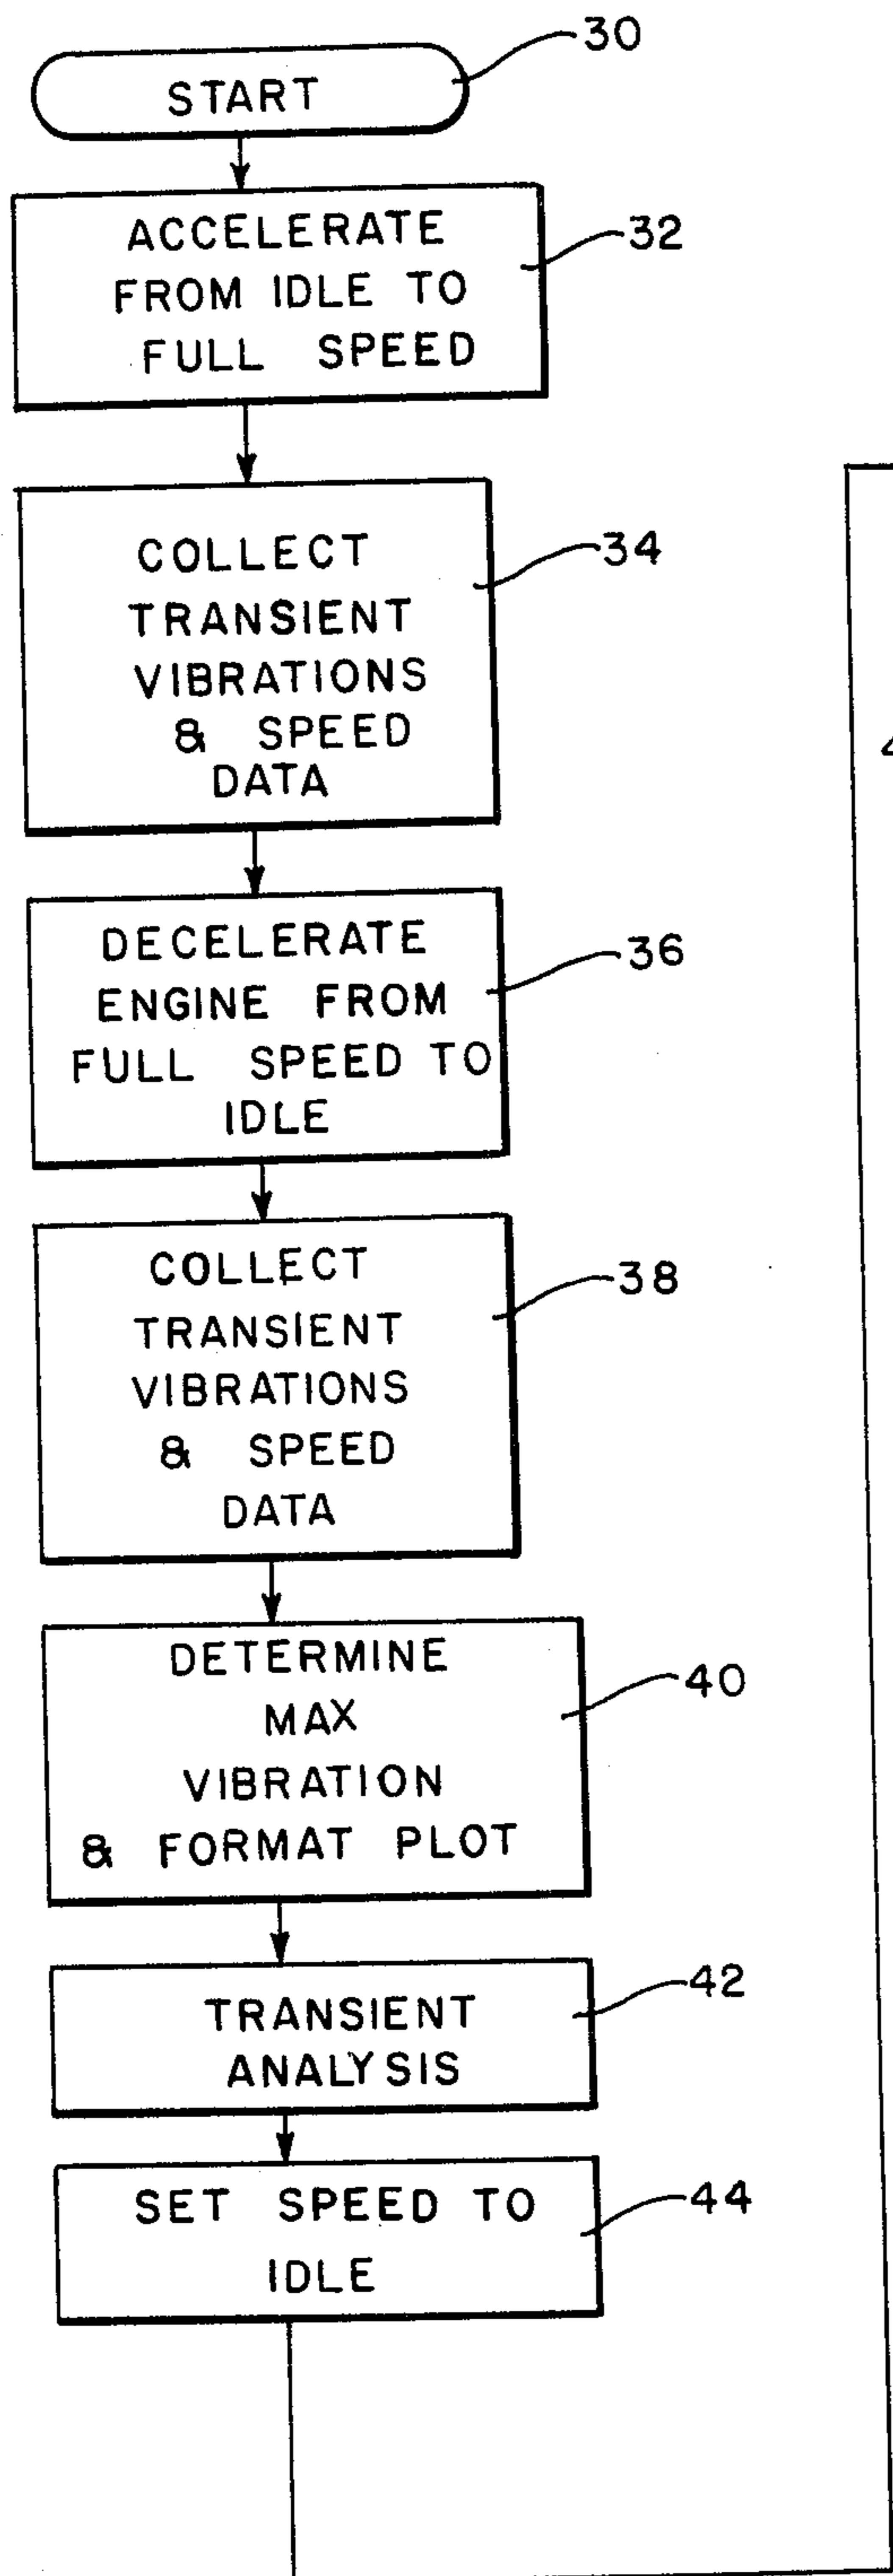 30
START
32
ACCELERATE
FROM IDLE TO
FULL SPEED
34
COLLECT
TRANSIENT
VIBRATIONS
& SPEED
DATA
36
DECELERATE
ENGINE FROM
FULL SPEED TO
IDLE
38
COLLECT
TRANSIENT
VIBRATIONS
& SPEED
DATA
40
DETERMINE
MAX
VIBRATION
& FORMAT PLOT
42
TRANSIENT
ANALYSIS
44
SET SPEED TO
IDLE